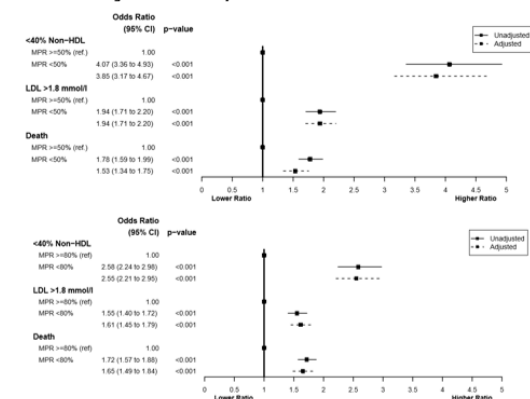 Odds Ratio
(95% CI) p-value
<40% Non-HDL
MPR >=50% (ref.) 1.00
MPR <50% 4.07 (3.36 to 4.93) <0.001
3.85 (3.17 to 4.67) <0.001
LDL >1.8 mmol/l
MPR >=50% (ref.) 1.00
MPR <50% 1.94 (1.71 to 2.20) <0.001
1.94 (1.71 to 2.20) <0.001
Death
MPR >=50% (ref.) 1.00
MPR <50% 1.78 (1.59 to 1.99) <0.001
1.53 (1.34 to 1.75) <0.001
Unadjusted
Adjusted
0 0.5 1 1.5 2 2.5 3 3.5 4 4.5 5
Lower Ratio Higher Ratio
Odds Ratio
(95% CI) p-value
<40% Non-HDL
MPR >=80% (ref) 1.00
MPR <80% 2.58 (2.24 to 2.98) <0.001
2.55 (2.21 to 2.95) <0.001
LDL >1.8 mmol/l
MPR >=80% (ref) 1.00
MPR <80% 1.55 (1.40 to 1.72) <0.001
1.61 (1.45 to 1.79) <0.001
Death
MPR >=80% (ref) 1.00
MPR <80% 1.72 (1.57 to 1.88) <0.001
1.65 (1.49 to 1.84) <0.001
Unadjusted
Adjusted
0 0.5 1 1.5 2 2.5 3 3.5 4 4.5 5
Lower Ratio Higher Ratio